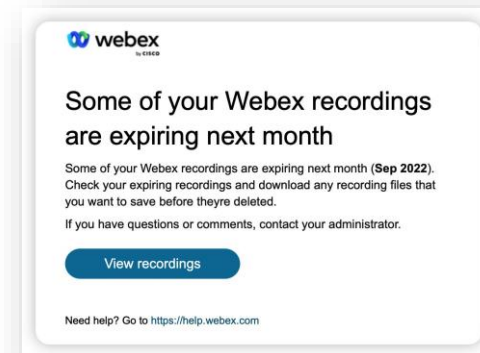 webex
by CISCO
Some of your Webex recordings
are expiring next month
Some of your Webex recordings are expiring next month (Sep 2022).
Check your expiring recordings and download any recording files that
you want to save before theyre deleted.
If you have questions or comments, contact your administrator.
View recordings
Need help? Go to https://help.webex.com